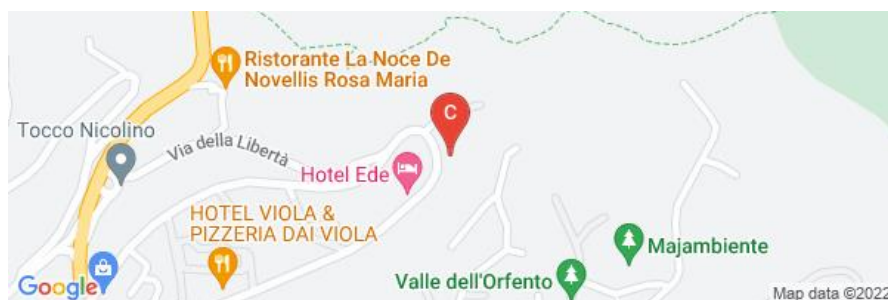 Ristorante La Noce De
Novellis Rosa Maria
C
Tocco Nicolino
Via della Libertà
Hotel Ede
HOTEL VIOLA &
PIZZERIA DAI VIOLA
Majambiente
Valle dell'Orfento
Google
Map data ©2022